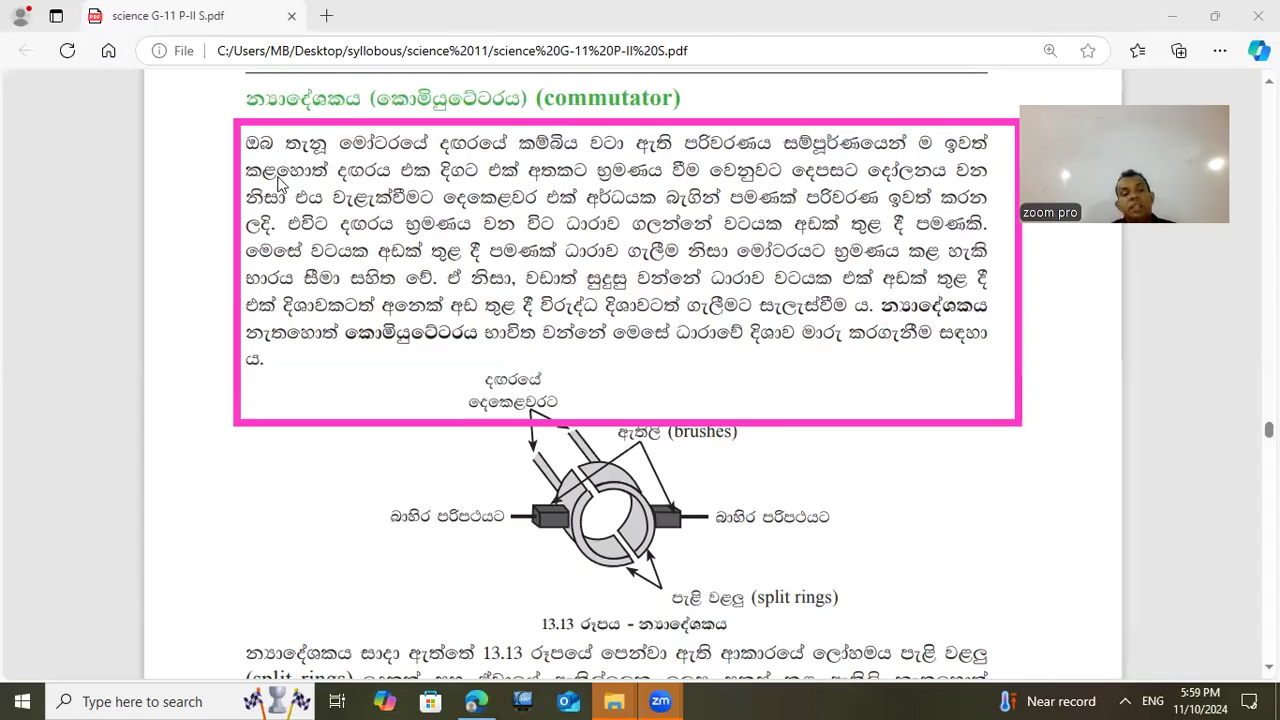 science G-11 P-II S.pdf
File
C:/Users/MB/Desktop/syllobous/science%2011/science%20G-11%20P-II%20S.pdf
න්‍යාදේශකය (කොමියුටේටරය) (commutator)
ඔබ තැනූ මෝටරයේ දඟරයේ කම්බිය වටා ඇති පරිවරණය සම්පූර්ණයෙන් ම ඉවත්
කළහොත් දඟරය එක දිගට එක් අතකට භ්‍රමණය වීම වෙනුවට දෙපසට දෝලනය වන
නිසා එය වැළැක්වීමට දෙකෙළවර එක් අර්ධයක බැගින් පමණක් පරිවරණ ඉවත් කරන
ලදි. එවිට දඟරය භ්‍රමණය වන විට ධාරාව ගලන්නේ වටයක අඩක් තුළ දී පමණකි.
මෙසේ වටයක අඩක් තුළ දී පමණක් ධාරාව ගැලීම නිසා මෝටරයට භ්‍රමණය කළ හැකි
භාරය සීමා සහිත වේ. ඒ නිසා, වඩාත් සුදුසු වන්නේ ධාරාව වටයක එක් අඩක් තුළ දී
එක් දිශාවකටත් අනෙක් අඩ තුළ දී විරුද්ධ දිශාවටත් ගැලීමට සැලැස්වීම ය. න්‍යාදේශකය
නැතහොත් කොමියුටේටරය භාවිත වන්නේ මෙසේ ධාරාවේ දිශාව මාරු කරගැනීම සඳහා
ය.
zoom pro
දඟරයේ
දෙකෙළවරට
ඇතිලි (brushes)
බාහිර පරිපථයට
බාහිර පරිපථයට
පැළි වළලු (split rings)
13.13 රූපය - න්‍යාදේශකය
න්‍යාදේශකය සාදා ඇත්තේ 13.13 රූපයේ පෙන්වා ඇති ආකාරයේ ලෝහමය පැළි වළලු
(split rings)
Type here to search
Near record
ENG
5:59 PM
11/10/2024